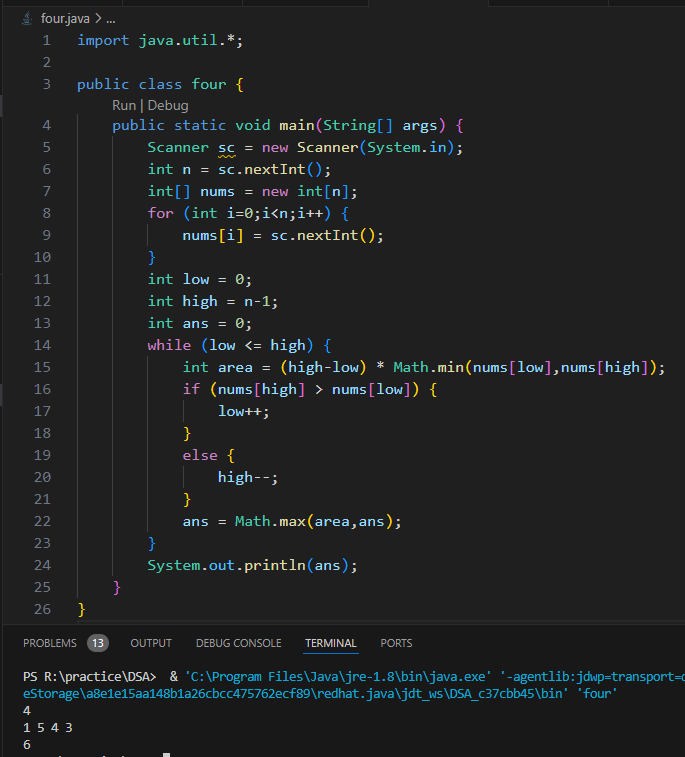 four.java > ...
1 import java.util.*;
2
3 public class four {
Run | Debug
4 public static void main(String[] args) {
5 Scanner sc = new Scanner(System.in);
6 int n = sc.nextInt();
7 int[] nums = new int[n];
8 for (int i=0;i<n;i++) {
9 nums[i] = sc.nextInt();
10 }
11 int low = 0;
12 int high = n-1;
13 int ans = 0;
14 while (low <= high) {
15 int area = (high-low) * Math.min(nums[low],nums[high]);
16 if (nums[high] > nums[low]) {
17 low++;
18 }
19 else {
20 high--;
21 }
22 ans = Math.max(area,ans);
23 }
24 System.out.println(ans);
25 }
26 }
PROBLEMS 13 OUTPUT DEBUG CONSOLE TERMINAL PORTS
PS R:\practice\DSA> & 'C:\Program Files\Java\jre-1.8\bin\java.exe' '-agentlib:jdwp=transport=
eStorage\a8e1e15aa148b1a26cbcc475762ecf89\redhat.java\jdt_ws\DSA_c37cbb45\bin' 'four'
4
1 5 4 3
6